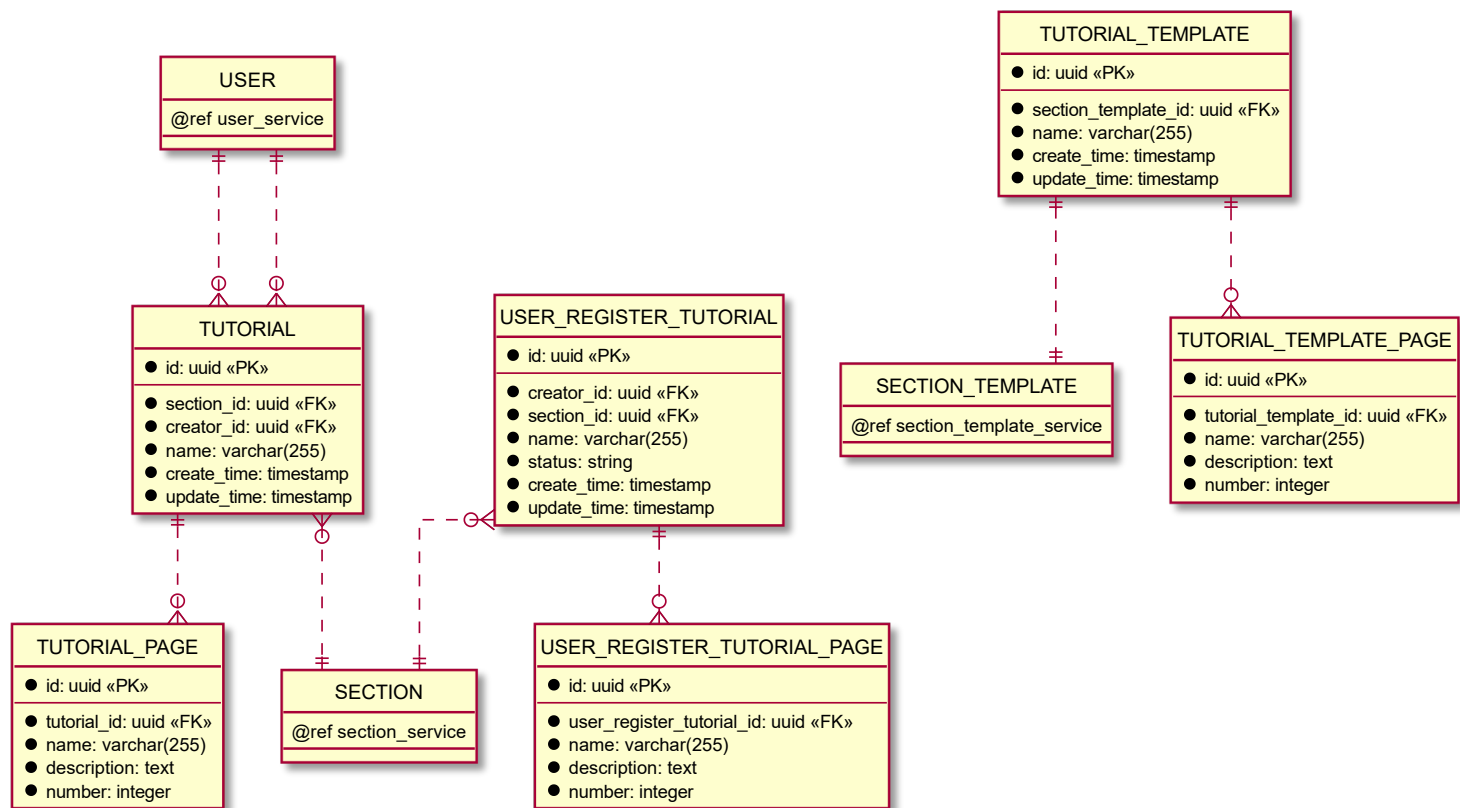 USER
@ref user_service
TUTORIAL_TEMPLATE
id: uuid «PK»
section_template_id: uuid «FK»
name: varchar(255)
create_time: timestamp
update_time: timestamp
TUTORIAL
id: uuid «PK»
section_id: uuid «FK»
creator_id: uuid «FK»
name: varchar(255)
create_time: timestamp
update_time: timestamp
USER_REGISTER_TUTORIAL
id: uuid «PK»
creator_id: uuid «FK»
section_id: uuid «FK»
name: varchar(255)
status: string
create_time: timestamp
update_time: timestamp
SECTION_TEMPLATE
@ref section_template_service
TUTORIAL_TEMPLATE_PAGE
id: uuid «PK»
tutorial_template_id: uuid «FK»
name: varchar(255)
description: text
number: integer
TUTORIAL_PAGE
id: uuid «PK»
tutorial_id: uuid «FK»
name: varchar(255)
description: text
number: integer
SECTION
@ref section_service
USER_REGISTER_TUTORIAL_PAGE
id: uuid «PK»
user_register_tutorial_id: uuid «FK»
name: varchar(255)
description: text
number: integer